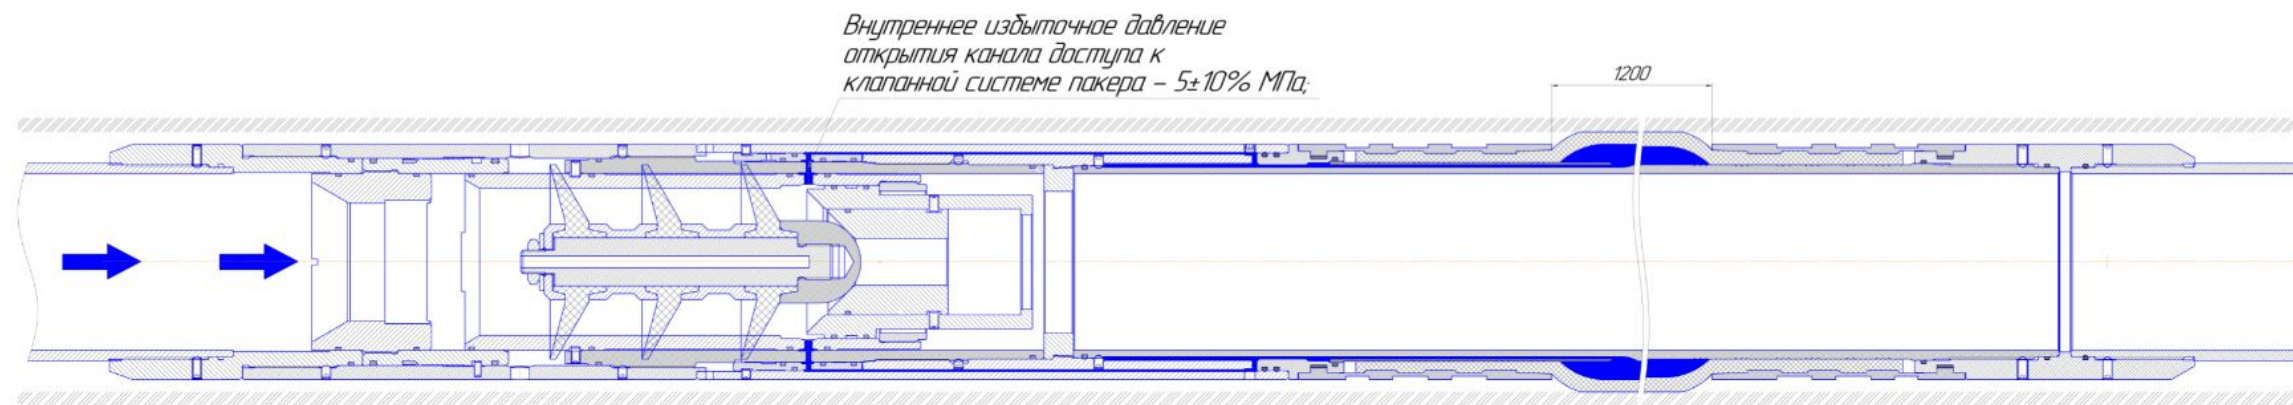 Внутреннее избыточное давление
открытия канала доступа к
клапанной системе пакера – 5±10% МПа;
1200